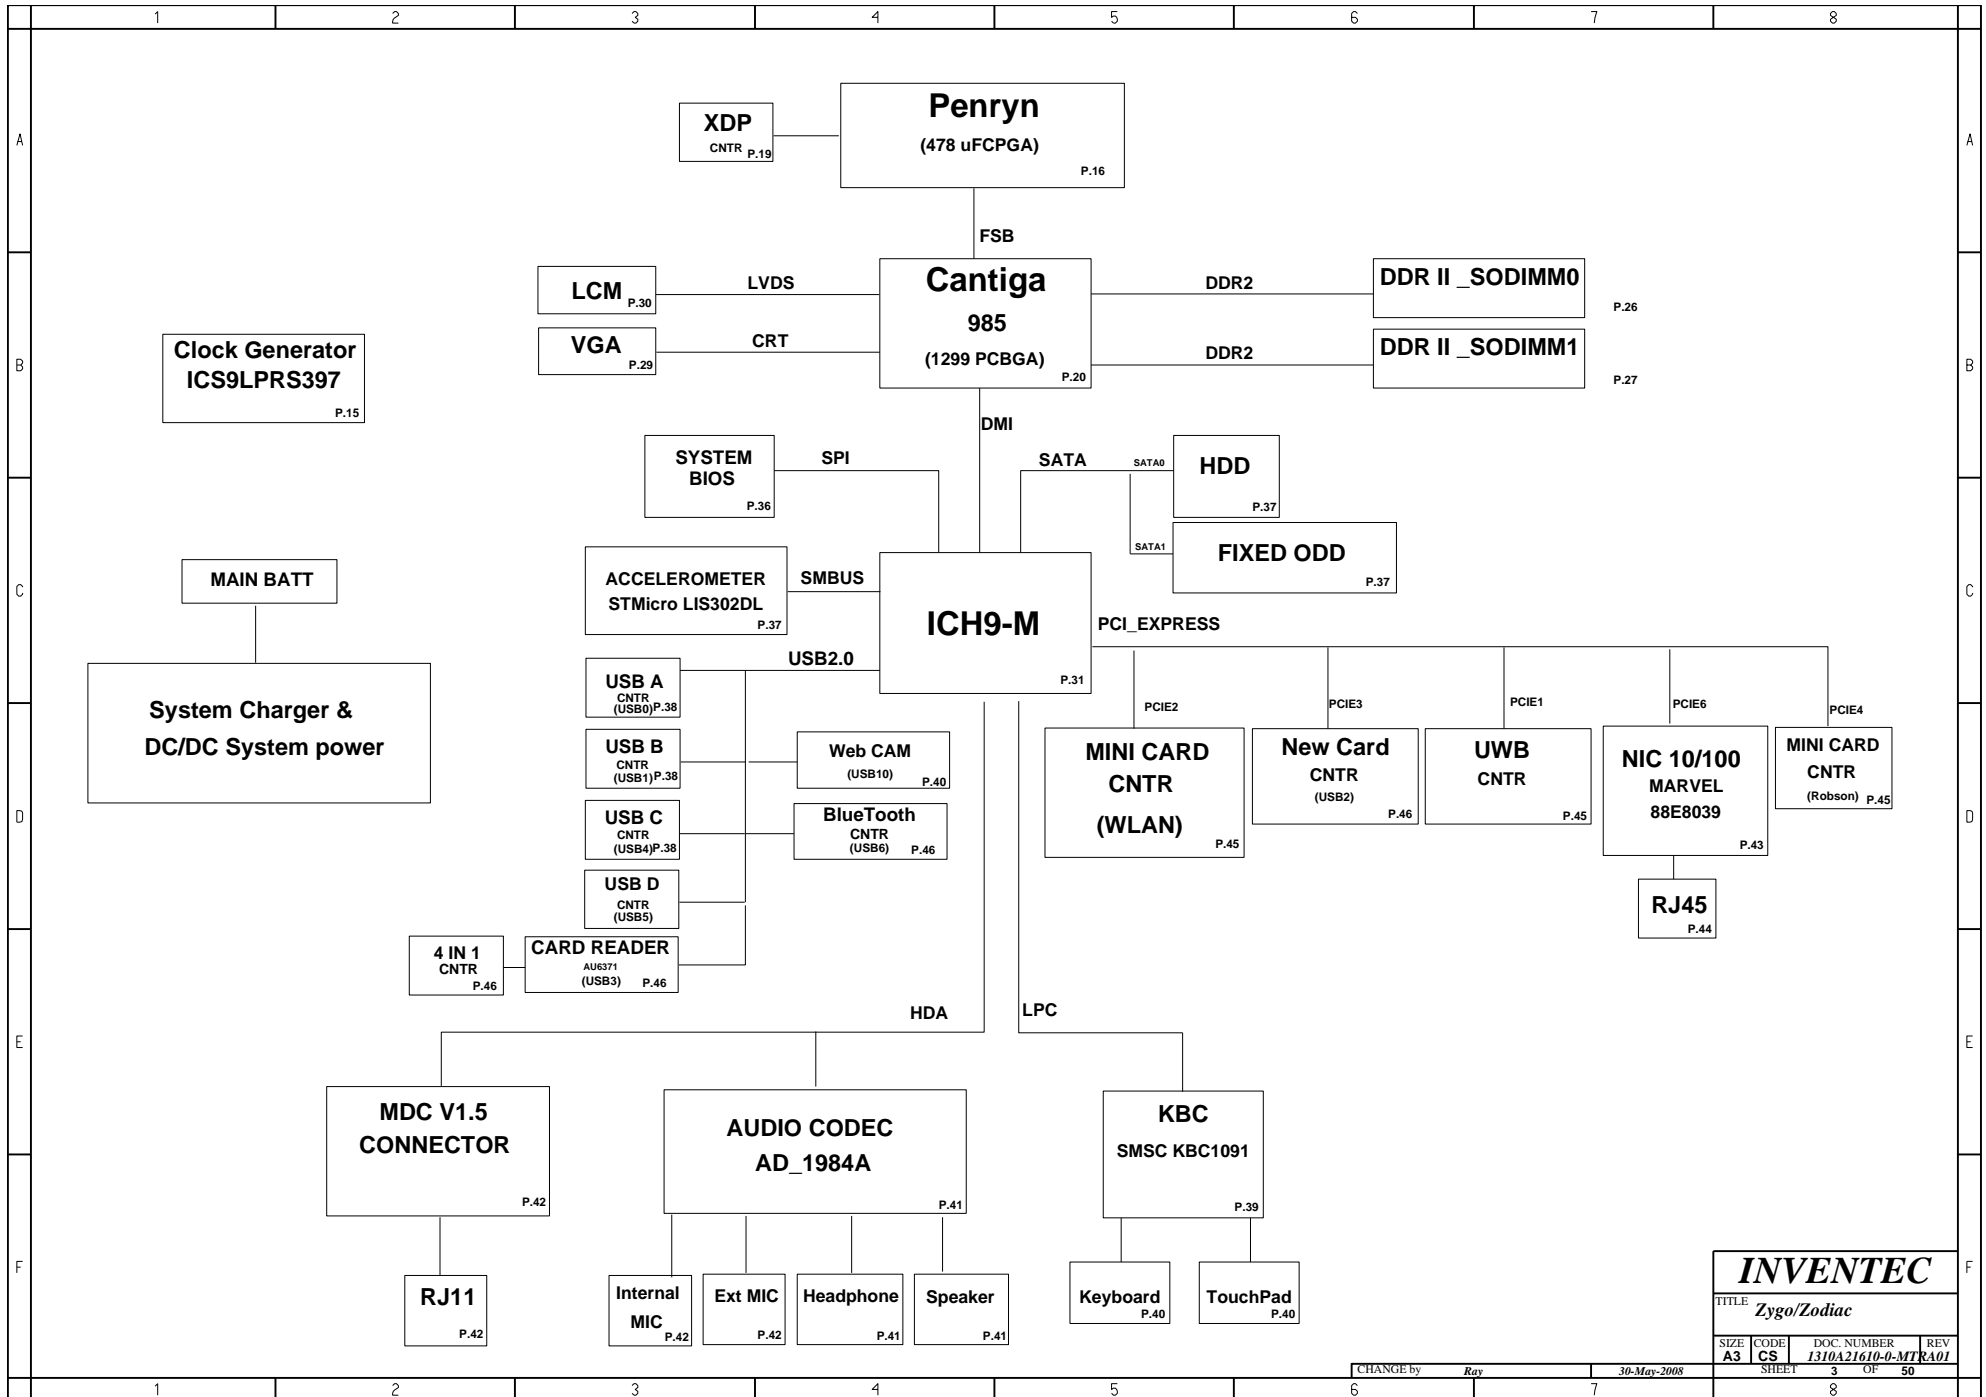 1 2 3 4 5 6 7 8
A
A
Penryn
(478 uFCPGA)
P.16
XDP
CNTR P.19
FSB
LCM P.30
LVDS
Cantiga
985
(1299 PCBGA)
P.20
DDR2
DDR II _SODIMM0
P.26
VGA
P.29
CRT
DDR2
DDR II _SODIMM1
P.27
B
B
Clock Generator
ICS9LPRS397
P.15
DMI
SYSTEM
BIOS
P.36
SPI
SATA
SATA0
HDD
P.37
SATA1
FIXED ODD
P.37
C
C
MAIN BATT
ACCELEROMETER
STMicro LIS302DL
P.37
SMBUS
ICH9-M
P.31
PCI_EXPRESS
USB2.0
System Charger &
DC/DC System power
USB A
CNTR
(USB0)P.38
USB B
CNTR
(USB1)P.38
Web CAM
(USB10)
P.40
USB C
CNTR
(USB4)P.38
BlueTooth
CNTR
(USB6) P.46
USB D
CNTR
(USB5)
PCIE2
MINI CARD
CNTR
(WLAN)
P.45
PCIE3
New Card
CNTR
(USB2)
P.46
PCIE1
UWB
CNTR
P.45
PCIE6
NIC 10/100
MARVEL
88E8039
P.43
PCIE4
MINI CARD
CNTR
(Robson) P.45
D
D
RJ45
P.44
4 IN 1
CNTR
P.46
CARD READER
AU6371
(USB3) P.46
HDA
LPC
E
E
MDC V1.5
CONNECTOR
P.42
AUDIO CODEC
AD_1984A
P.41
KBC
SMSC KBC1091
P.39
F
F
RJ11
P.42
Internal
MIC
P.42
Ext MIC
P.42
Headphone
P.41
Speaker
P.41
Keyboard
P.40
TouchPad
P.40
INVENTEC
TITLE Zygo/Zodiac
SIZE CODE DOC. NUMBER REV
A3 CS 1310A21610-0-MTRA01
CHANGE by Ray 30-May-2008 SHEET 3 OF 50
1 2 3 4 5 6 7 8